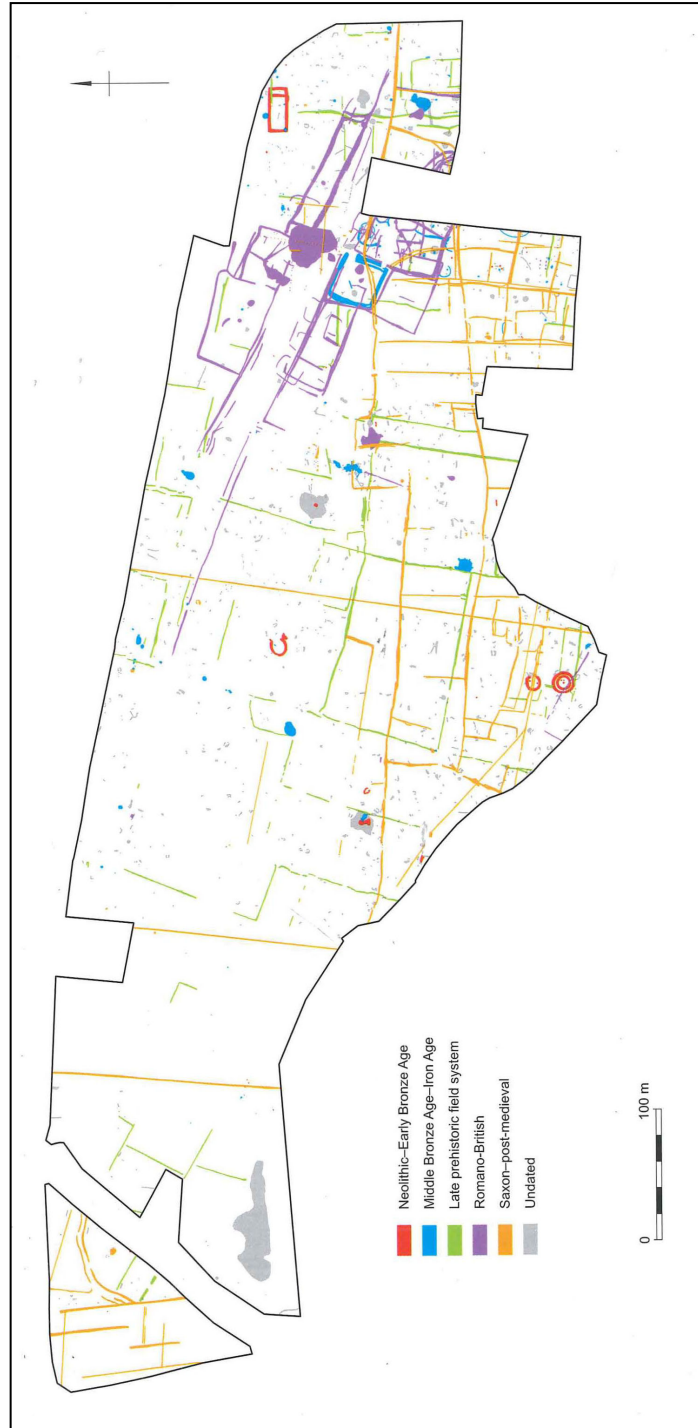 Neolithic–Early Bronze Age
Middle Bronze Age–Iron Age
Late prehistoric field system
Romano-British
Saxon–post-medieval
Undated
0 100 m